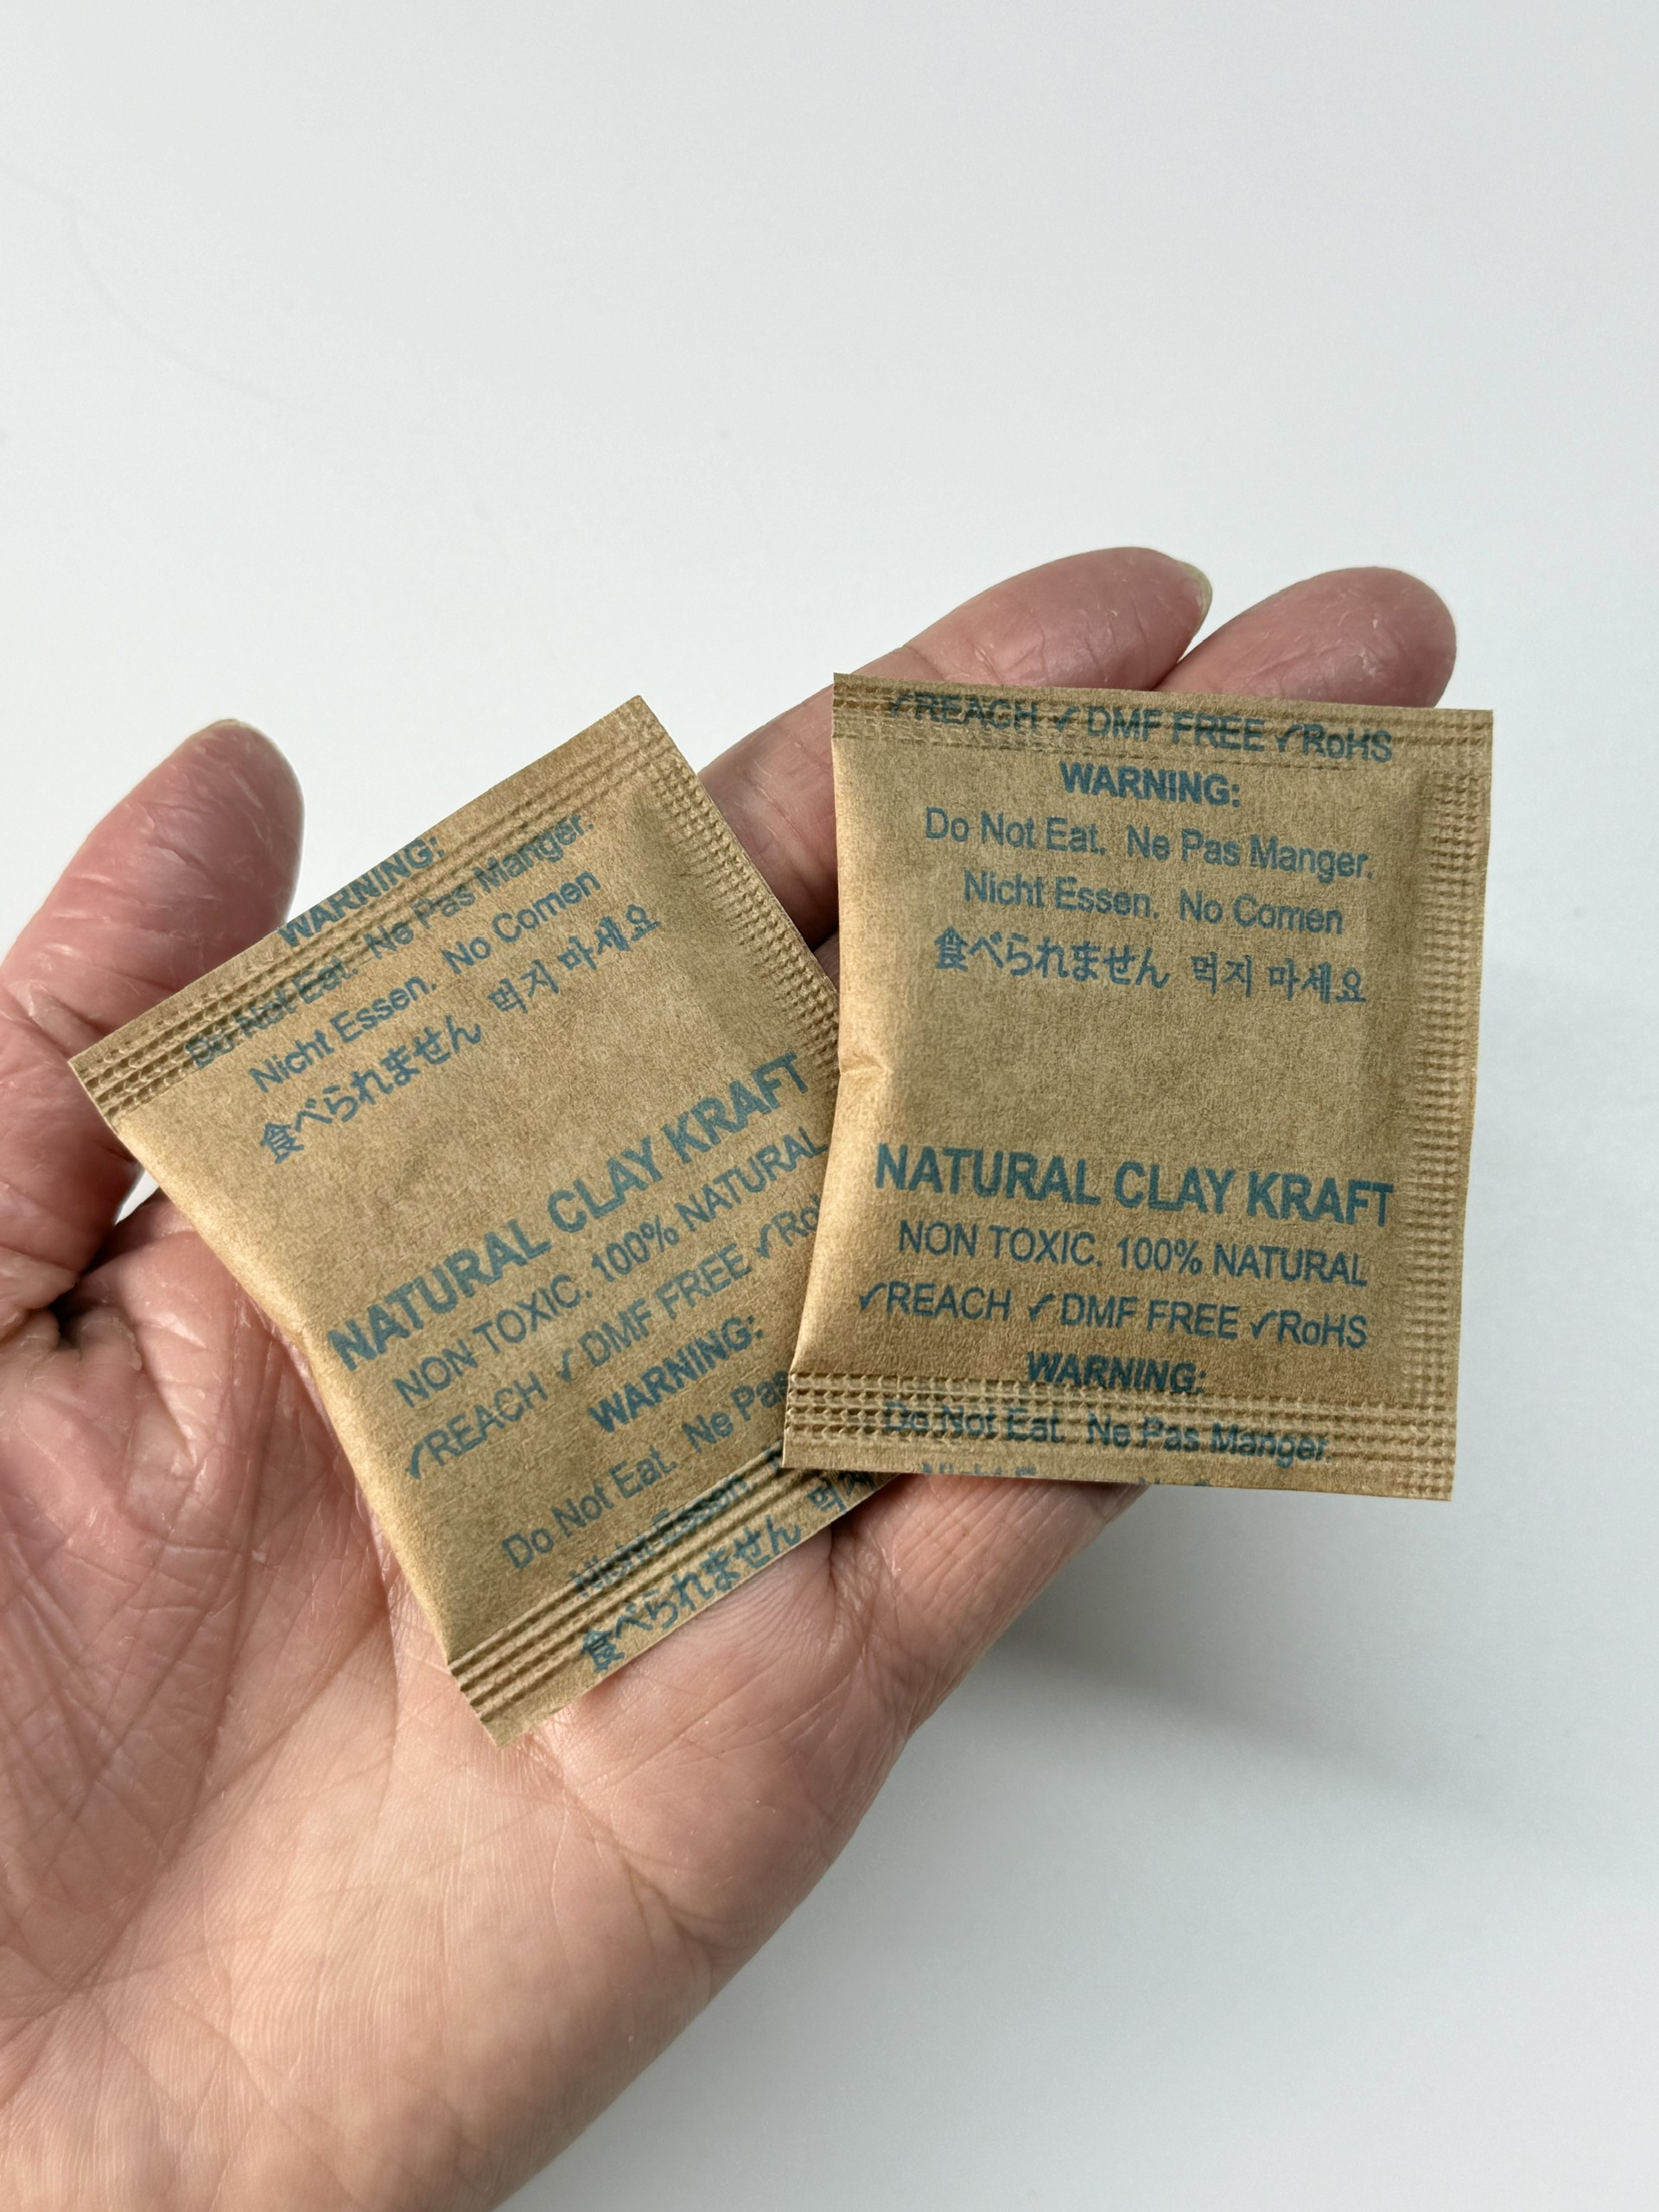 WARNING:
Do Not Eat. Ne Pas Manger.
Nicht Essen. No Comen
食べられません 먹지 마세요
NATURAL CLAY KRAFT
NON TOXIC. 100% NATURAL
✓REACH ✓DMF FREE ✓Ro
WARNING:
Do Not Eat. Ne Pas
Nicht Essen.
食べられません 먹지
✓REACH ✓DMF FREE ✓RoHS
WARNING:
Do Not Eat. Ne Pas Manger.
Nicht Essen. No Comen
食べられません 먹지 마세요
NATURAL CLAY KRAFT
NON TOXIC. 100% NATURAL
✓REACH ✓DMF FREE ✓RoHS
WARNING:
Do Not Eat. Ne Pas Manger.